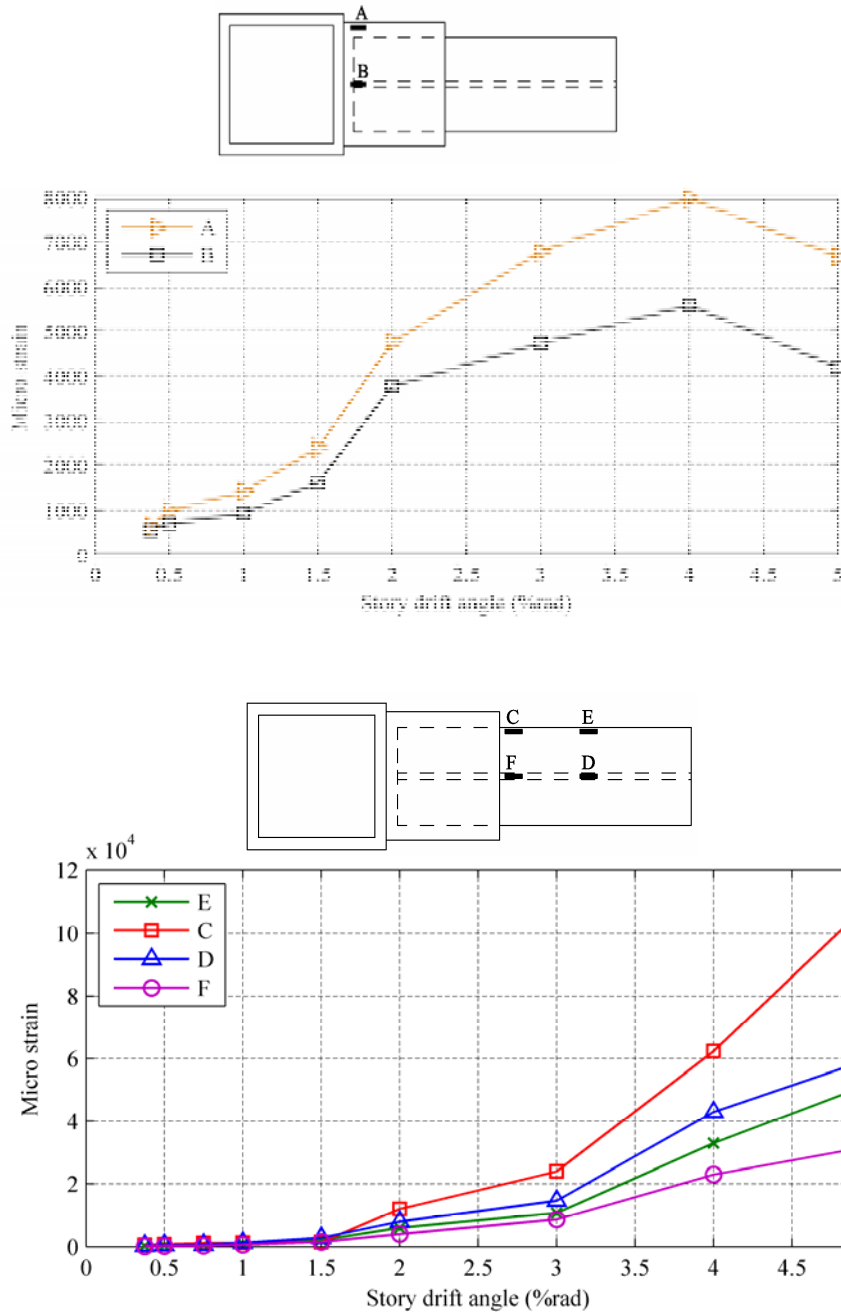 A
B
8000
7000
6000
5000
4000
3000
2000
1000
0
A
B
Micro strain
0 0.5 1 1.5 2 2.5 3 3.5 4 4.5 5
Story drift angle (%rad)
C E
F D
x 10^4
12
10
8
6
4
2
0
E
C
D
F
Micro strain
0 0.5 1 1.5 2 2.5 3 3.5 4 4.5
Story drift angle (%rad)